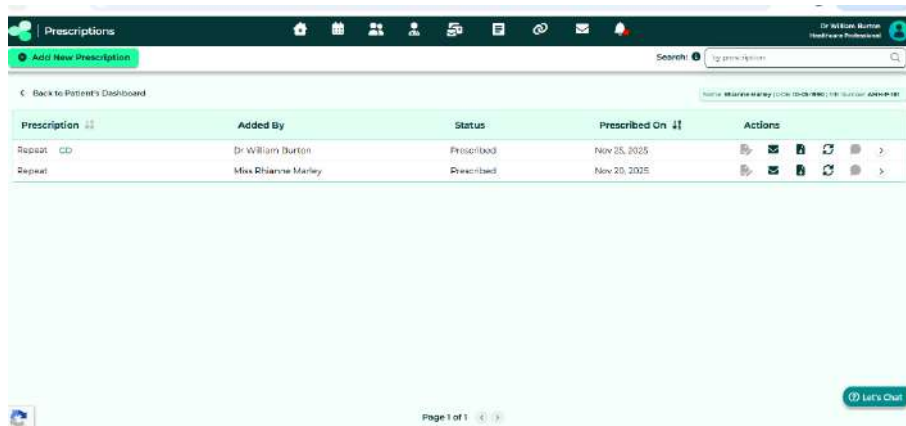 Prescriptions
Dr William Burton
Healthcare Professional
Add New Prescription
Search:
by prescription
Back to Patient's Dashboard
Prescription Added By Status Prescribed On Actions
Repeat CD Dr William Burton Prescribed Nov 25, 2025
Repeat Miss Rhianne Marley Prescribed Nov 20, 2025
Let's Chat
Page 1 of 1